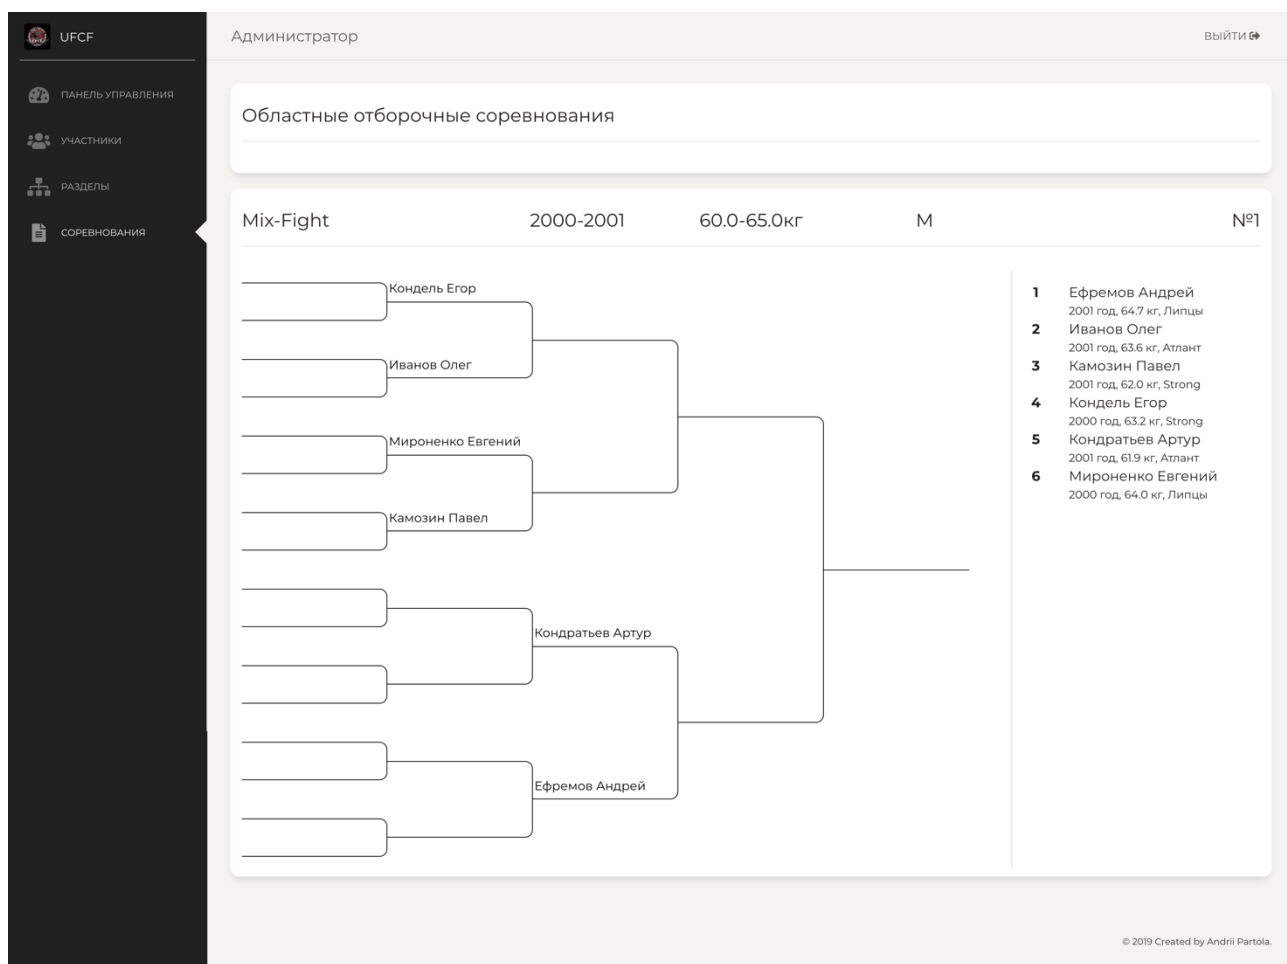 UFCF
Администратор
ВЫЙТИ
ПАНЕЛЬ УПРАВЛЕНИЯ
УЧАСТНИКИ
РАЗДЕЛЫ
СОРЕВНОВАНИЯ
Областные отборочные соревнования
Mix-Fight 2000-2001 60.0-65.0кг М №1
Кондель Егор
Иванов Олег
Мироненко Евгений
Камозин Павел
Кондратьев Артур
Ефремов Андрей
1 Ефремов Андрей
2001 год, 64.7 кг, Липцы
2 Иванов Олег
2001 год, 63.6 кг, Атлант
3 Камозин Павел
2001 год, 62.0 кг, Strong
4 Кондель Егор
2000 год, 63.2 кг, Strong
5 Кондратьев Артур
2001 год, 61.9 кг, Атлант
6 Мироненко Евгений
2000 год, 64.0 кг, Липцы
© 2019 Created by Andrii Partola.